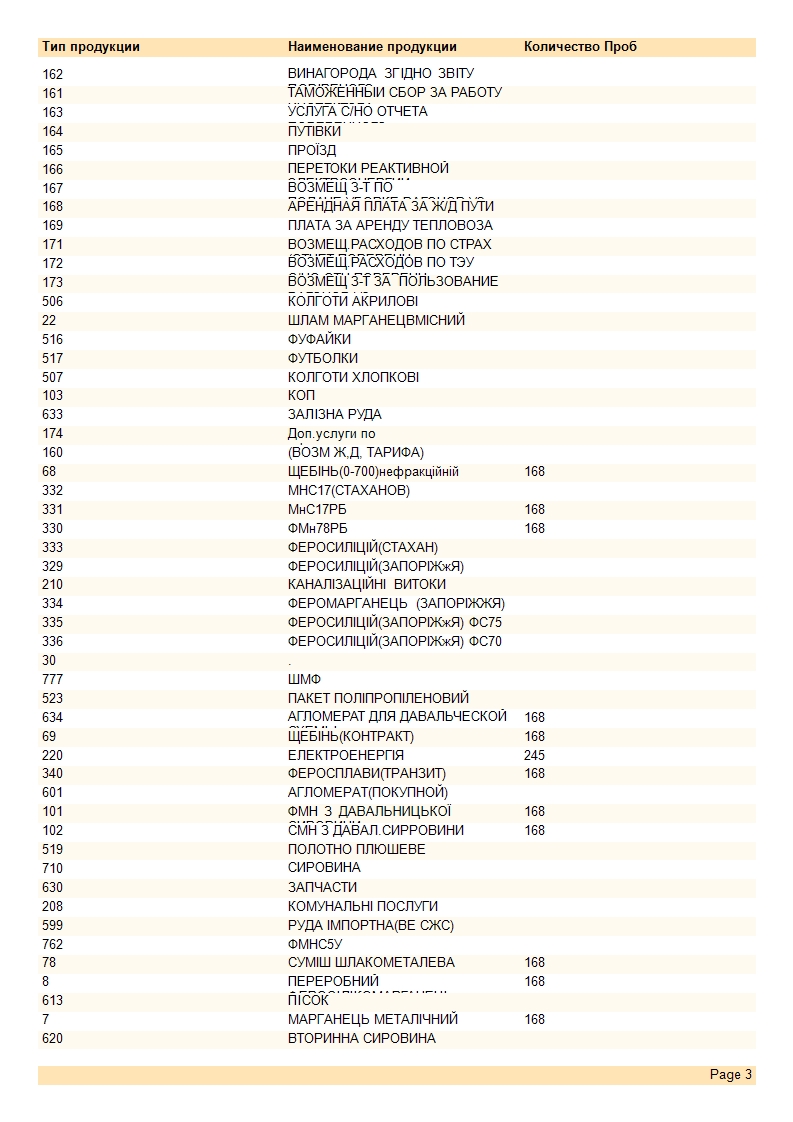 Тип продукции Наименование продукции Количество Проб
162 ВИНАГОРОДА ЗГІДНО ЗВІТУ
161 ТАМОЖЕННЫЙ СБОР ЗА РАБОТУ
163 УСЛУГА С/НО ОТЧЕТА
164 ПУТІВКИ
165 ПРОЇЗД
166 ПЕРЕТОКИ РЕАКТИВНОЙ
167 ВОЗМЕЩ З-Т ПО
168 АРЕНДНАЯ ПЛАТА ЗА Ж/Д ПУТИ
169 ПЛАТА ЗА АРЕНДУ ТЕПЛОВОЗА
171 ВОЗМЕЩ.РАСХОДОВ ПО СТРАХ
172 ВОЗМЕЩ.РАСХОДОВ ПО ТЭУ
173 ВОЗМЕЩ З-Т ЗА ПОЛЬЗОВАНИЕ
506 КОЛГОТИ АКРИЛОВІ
22 ШЛАМ МАРГАНЕЦВМІСНИЙ
516 ФУФАЙКИ
517 ФУТБОЛКИ
507 КОЛГОТИ ХЛОПКОВІ
103 КОП
633 ЗАЛІЗНА РУДА
174 Доп.услуги по
160 (ВОЗМ Ж,Д, ТАРИФА)
68 ЩЕБІНЬ(0-700)нефракційній 168
332 МНС17(СТАХАНОВ)
331 МнС17РБ 168
330 ФМн78РБ 168
333 ФЕРОСИЛІЦІЙ(СТАХАН)
329 ФЕРОСИЛІЦІЙ(ЗАПОРІЖжЯ)
210 КАНАЛІЗАЦІЙНІ ВИТОКИ
334 ФЕРОМАРГАНЕЦЬ (ЗАПОРІЖЖЯ)
335 ФЕРОСИЛІЦІЙ(ЗАПОРІЖжЯ) ФС75
336 ФЕРОСИЛІЦІЙ(ЗАПОРІЖжЯ) ФС70
30 .
777 ШМФ
523 ПАКЕТ ПОЛІПРОПІЛЕНОВИЙ
634 АГЛОМЕРАТ ДЛЯ ДАВАЛЬЧЕСКОЙ 168
69 ЩЕБІНЬ(КОНТРАКТ) 168
220 ЕЛЕКТРОЕНЕРГІЯ 245
340 ФЕРОСПЛАВИ(ТРАНЗИТ) 168
601 АГЛОМЕРАТ(ПОКУПНОЙ)
101 ФМН З ДАВАЛЬНИЦЬКОЇ 168
102 СМН З ДАВАЛ.СИРРОВИНИ 168
519 ПОЛОТНО ПЛЮШЕВЕ
710 СИРОВИНА
630 ЗАПЧАСТИ
208 КОМУНАЛЬНІ ПОСЛУГИ
599 РУДА ІМПОРТНА(ВЕ СЖС)
762 ФМНС5У
78 СУМІШ ШЛАКОМЕТАЛЕВА 168
8 ПЕРЕРОБНИЙ 168
613 ПІСОК
7 МАРГАНЕЦЬ МЕТАЛІЧНИЙ 168
620 ВТОРИННА СИРОВИНА
Page 3